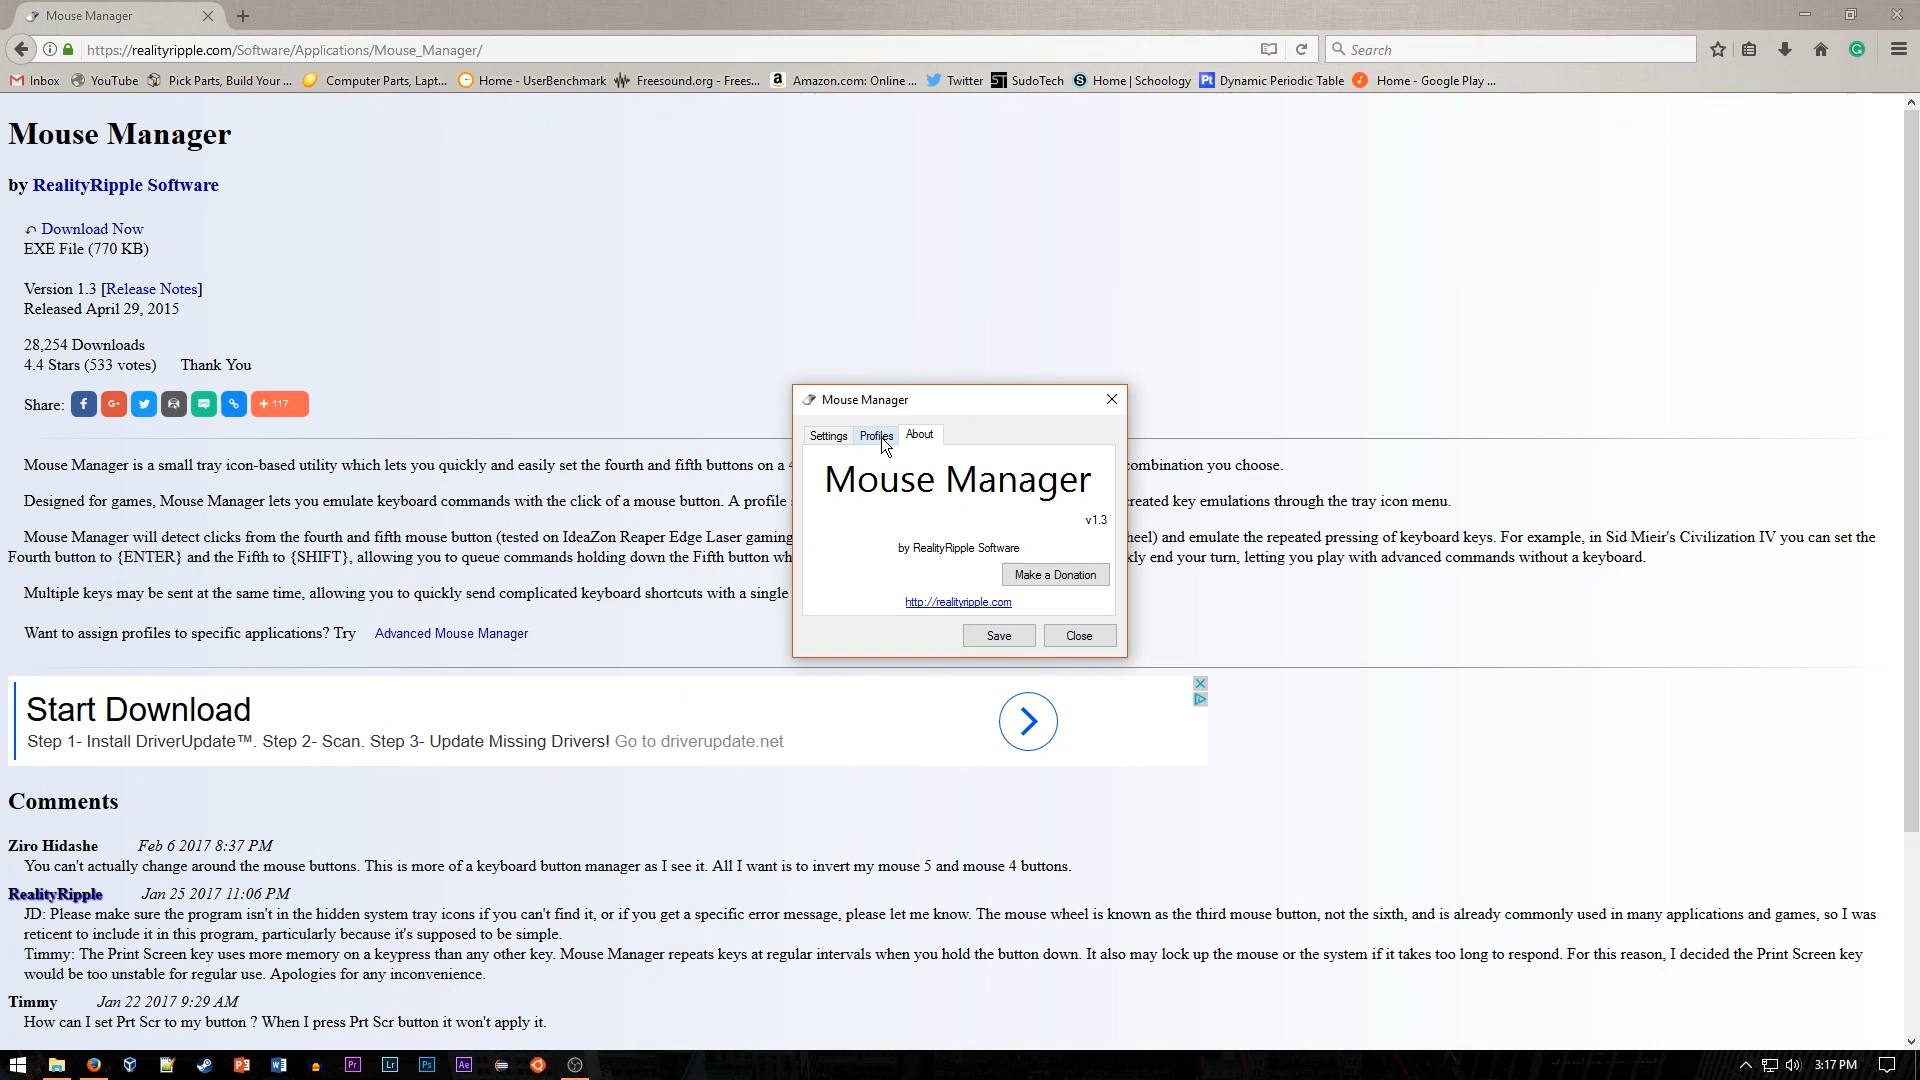 Mouse Manager
https://realityripple.com/Software/Applications/Mouse_Manager/
Search
Inbox
YouTube
Pick Parts, Build Your ...
Computer Parts, Lapt...
Home - UserBenchmark
Freesound.org - Frees...
Amazon.com: Online ...
Twitter
SudoTech
Home | Schoology
Dynamic Periodic Table
Home - Google Play ...
Mouse Manager
by RealityRipple Software
Download Now
EXE File (770 KB)
Version 1.3 [Release Notes]
Released April 29, 2015
28,254 Downloads
4.4 Stars (533 votes) Thank You
Share: + 117
Mouse Manager is a small tray icon-based utility which lets you quickly and easily set the fourth and fifth buttons on a 4 ombination you choose.
Designed for games, Mouse Manager lets you emulate keyboard commands with the click of a mouse button. A profile reated key emulations through the tray icon menu.
Mouse Manager will detect clicks from the fourth and fifth mouse button (tested on IdeaZon Reaper Edge Laser gaming eel) and emulate the repeated pressing of keyboard keys. For example, in Sid Mieir's Civilization IV you can set the
Fourth button to {ENTER} and the Fifth to {SHIFT}, allowing you to queue commands holding down the Fifth button wh kly end your turn, letting you play with advanced commands without a keyboard.
Multiple keys may be sent at the same time, allowing you to quickly send complicated keyboard shortcuts with a single
Want to assign profiles to specific applications? Try Advanced Mouse Manager
Mouse Manager
Settings
Profiles
About
Mouse Manager
v1.3
by RealityRipple Software
Make a Donation
http://realityripple.com
Save
Close
Start Download
Step 1- Install DriverUpdate™. Step 2- Scan. Step 3- Update Missing Drivers! Go to driverupdate.net
Comments
Ziro Hidashe Feb 6 2017 8:37 PM
You can't actually change around the mouse buttons. This is more of a keyboard button manager as I see it. All I want is to invert my mouse 5 and mouse 4 buttons.
RealityRipple Jan 25 2017 11:06 PM
JD: Please make sure the program isn't in the hidden system tray icons if you can't find it, or if you get a specific error message, please let me know. The mouse wheel is known as the third mouse button, not the sixth, and is already commonly used in many applications and games, so I was
reticent to include it in this program, particularly because it's supposed to be simple.
Timmy: The Print Screen key uses more memory on a keypress than any other key. Mouse Manager repeats keys at regular intervals when you hold the button down. It also may lock up the mouse or the system if it takes too long to respond. For this reason, I decided the Print Screen key
would be too unstable for regular use. Apologies for any inconvenience.
Timmy Jan 22 2017 9:29 AM
How can I set Prt Scr to my button ? When I press Prt Scr button it won't apply it.
3:17 PM